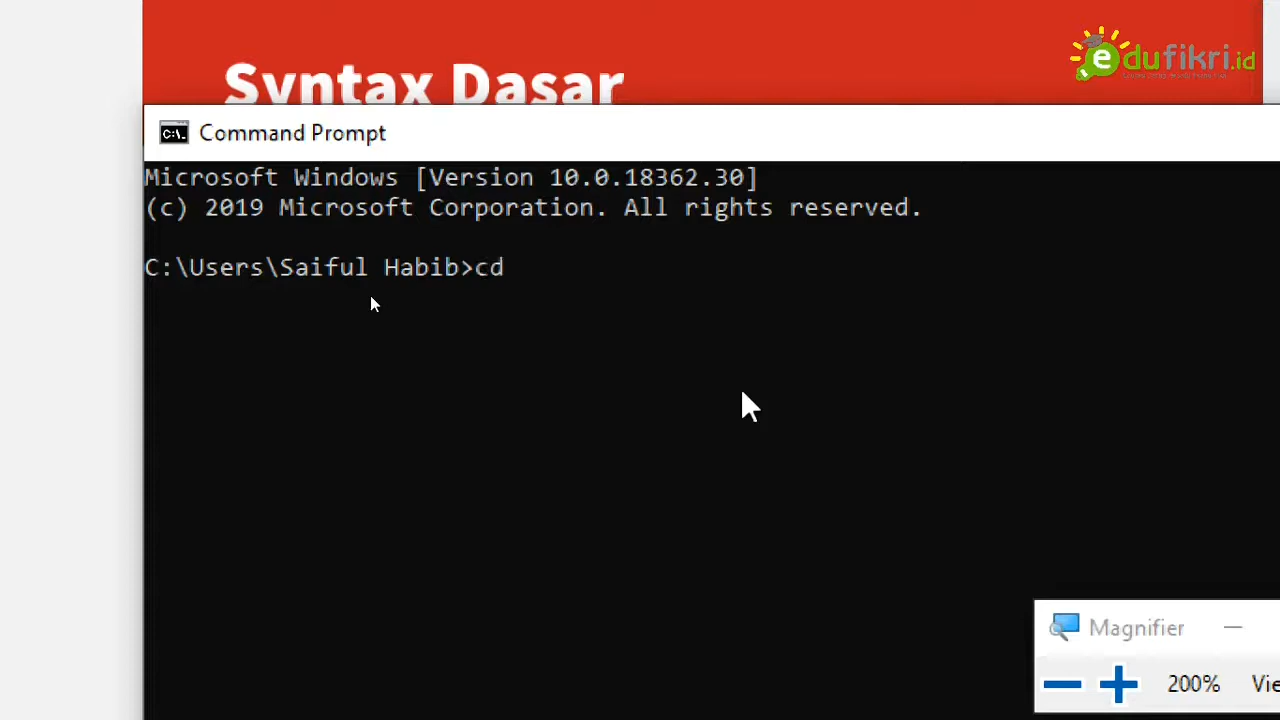 Syntax Dasar
edufikri.id
Command Prompt
Microsoft Windows [Version 10.0.18362.30]
(c) 2019 Microsoft Corporation. All rights reserved.
C:\Users\Saiful Habib>cd
Magnifier
200%
Vie